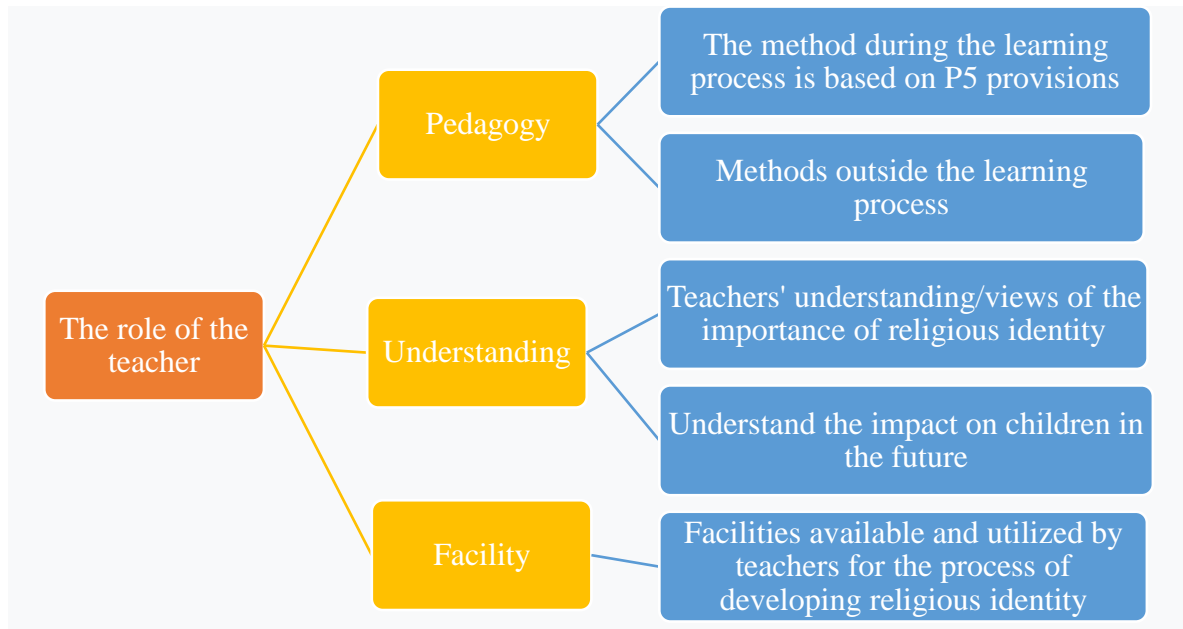 The role of the
teacher
Pedagogy
The method during the learning
process is based on P5 provisions
Methods outside the learning
process
Understanding
Teachers' understanding/views of the
importance of religious identity
Understand the impact on children in
the future
Facility
Facilities available and utilized by
teachers for the process of
developing religious identity